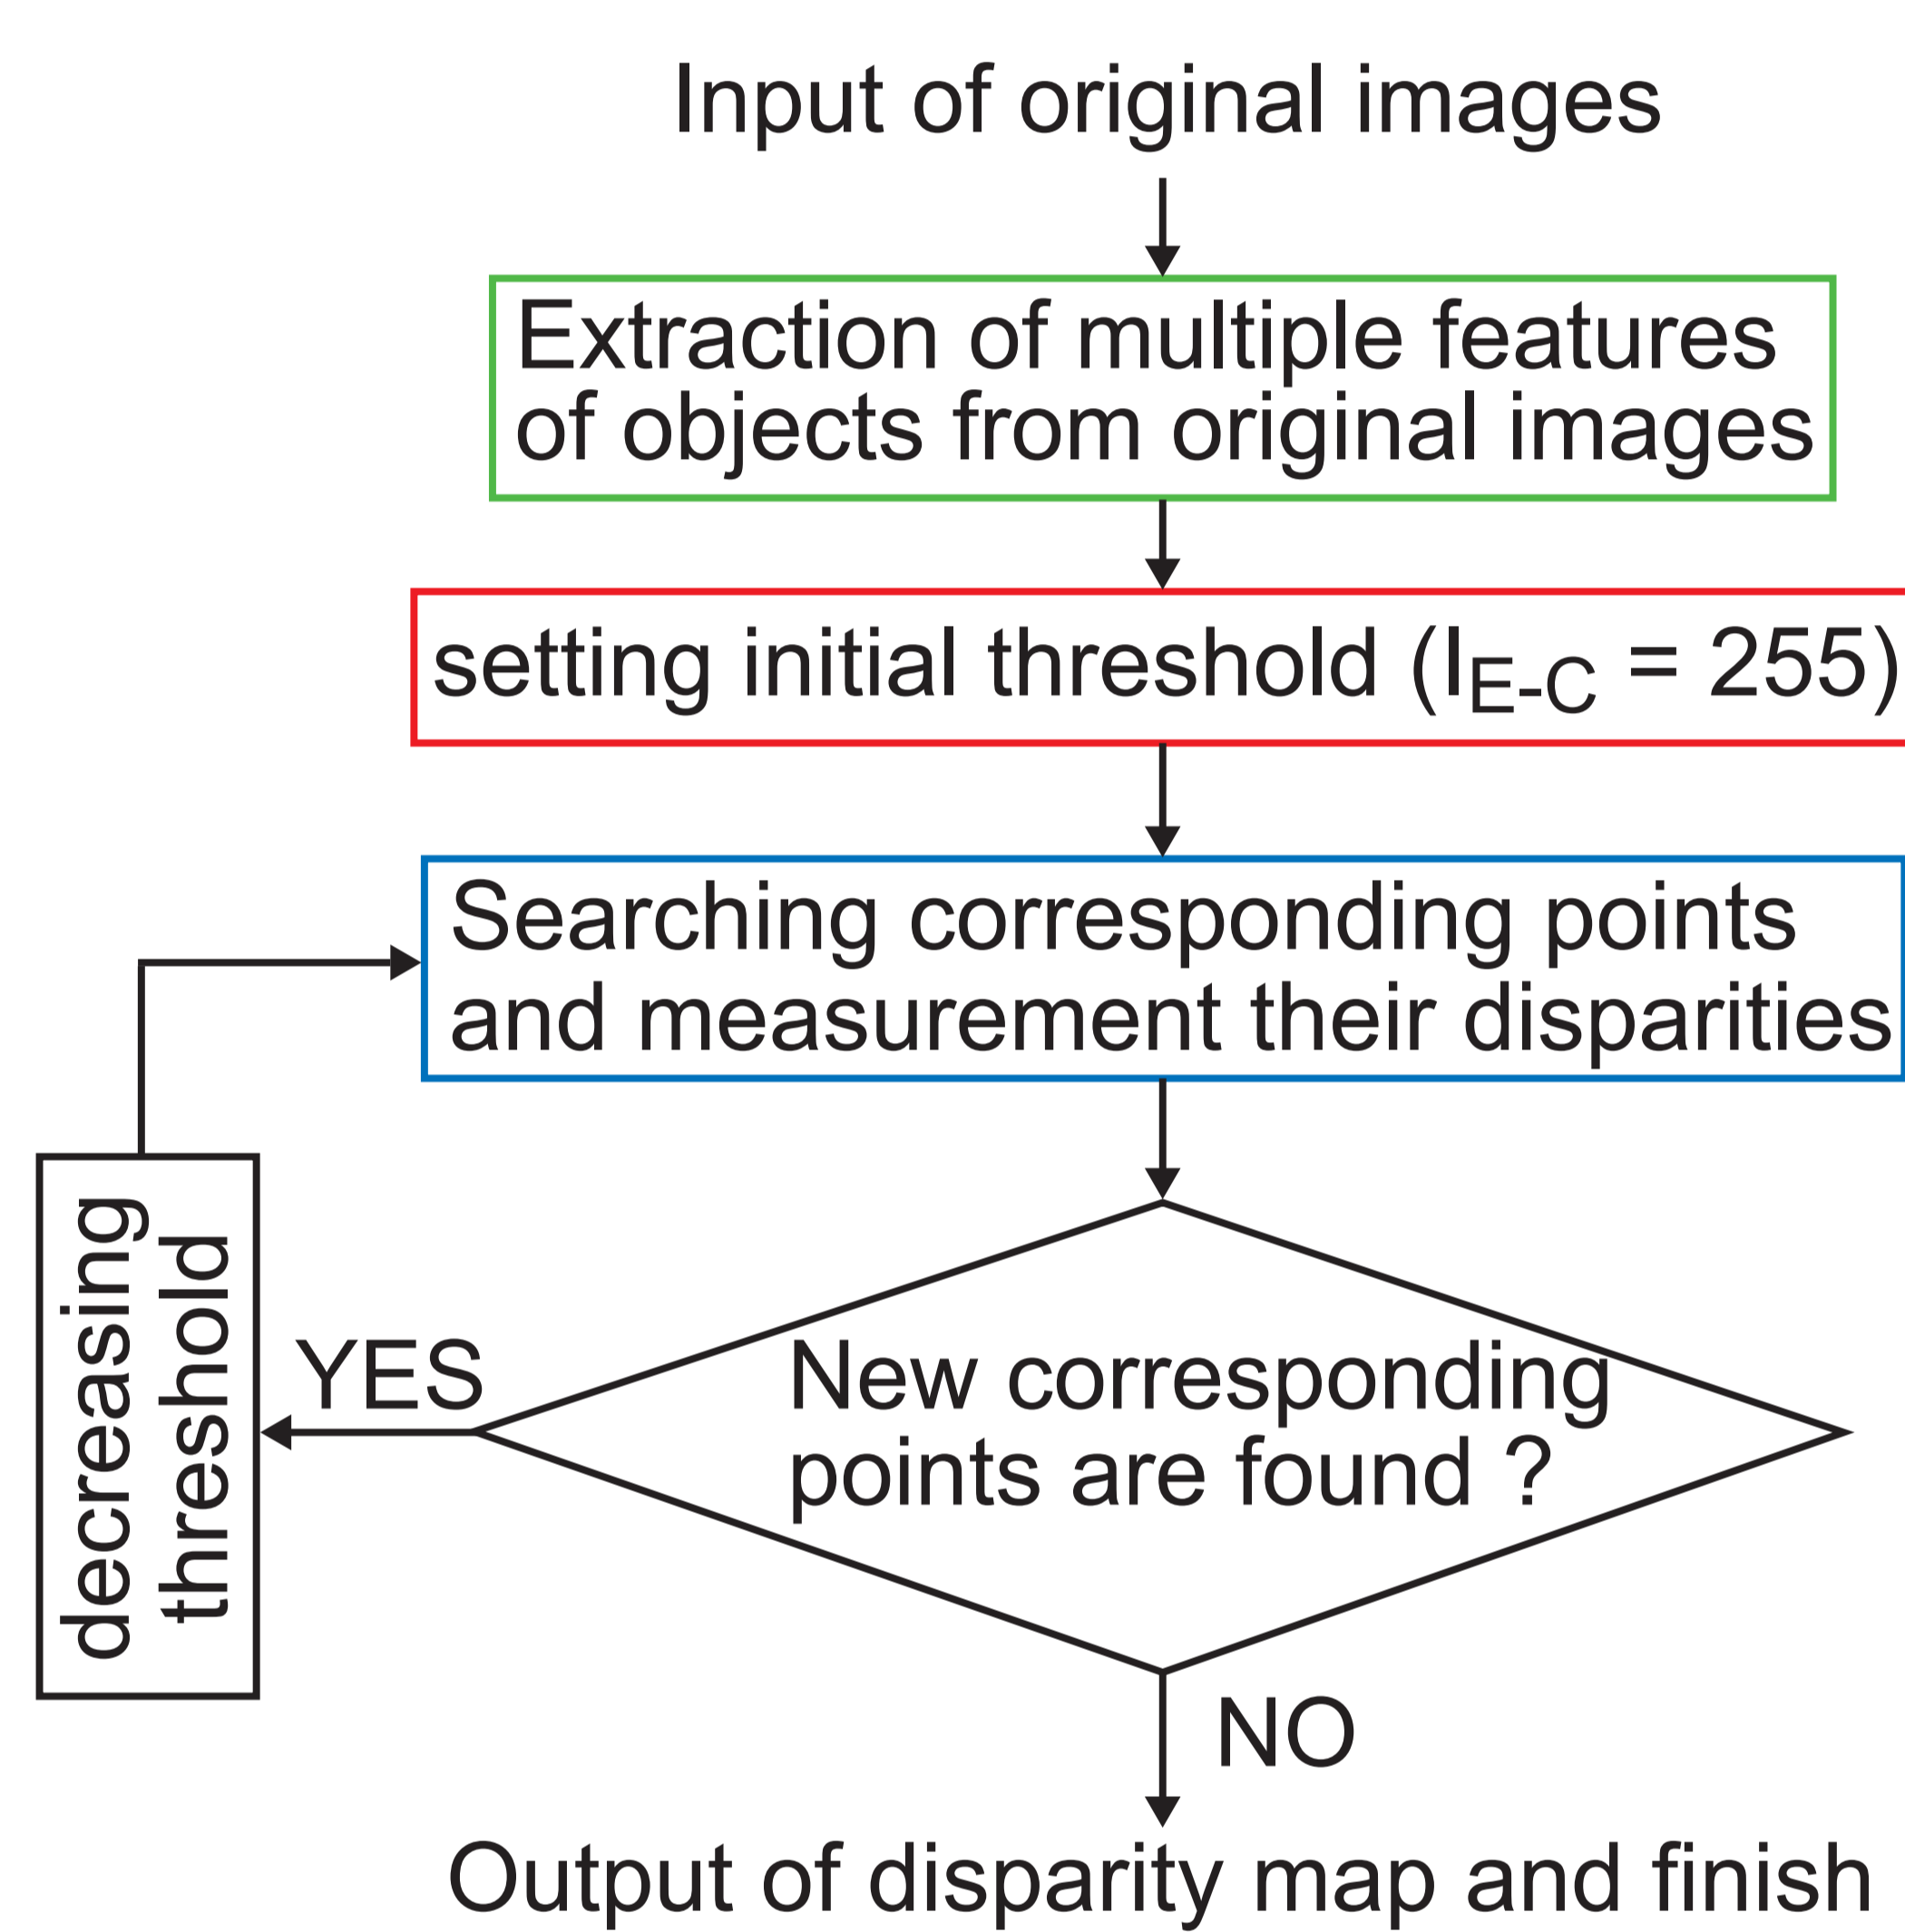 Input of original images
Extraction of multiple features
of objects from original images
setting initial threshold (I_E-C = 255)
Searching corresponding points
and measurement their disparities
decreasing
threshold
YES
New corresponding
points are found ?
NO
Output of disparity map and finish